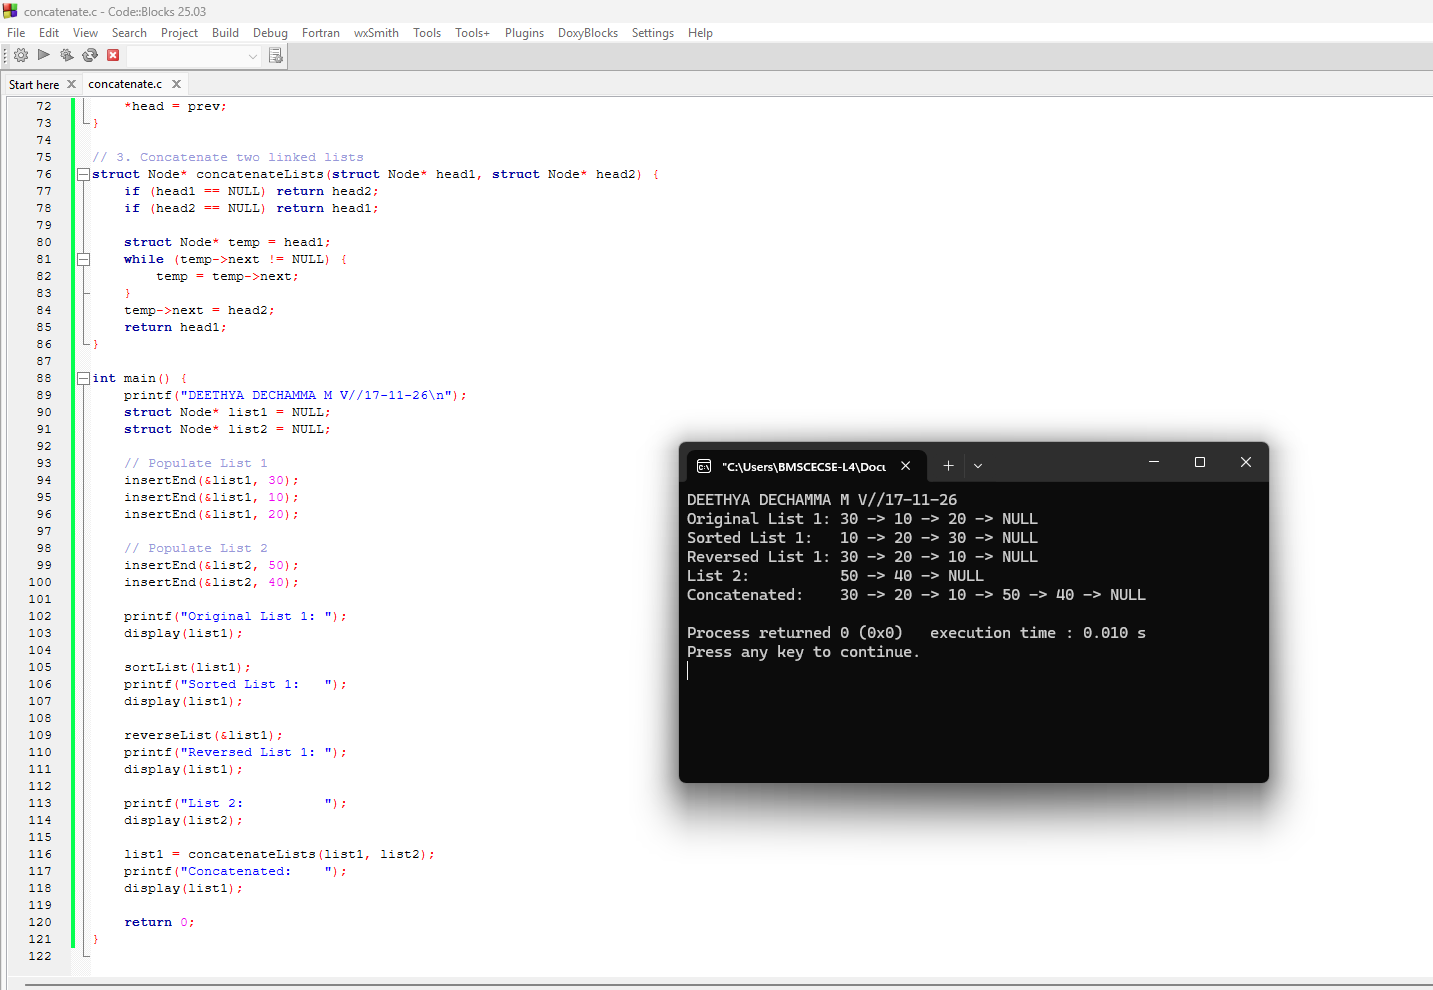 concatenate.c - Code::Blocks 25.03
File Edit View Search Project Build Debug Fortran wxSmith Tools Tools+ Plugins DoxyBlocks Settings Help
Start here concatenate.c
72     *head = prev;
73 }
74
75 // 3. Concatenate two linked lists
76 struct Node* concatenateLists(struct Node* head1, struct Node* head2) {
77     if (head1 == NULL) return head2;
78     if (head2 == NULL) return head1;
79
80     struct Node* temp = head1;
81     while (temp->next != NULL) {
82         temp = temp->next;
83     }
84     temp->next = head2;
85     return head1;
86 }
87
88 int main() {
89     printf("DEETHYA DECHAMMA M V//17-11-26\n");
90     struct Node* list1 = NULL;
91     struct Node* list2 = NULL;
92
93     // Populate List 1
94     insertEnd(&list1, 30);
95     insertEnd(&list1, 10);
96     insertEnd(&list1, 20);
97
98     // Populate List 2
99     insertEnd(&list2, 50);
100     insertEnd(&list2, 40);
101
102     printf("Original List 1: ");
103     display(list1);
104
105     sortList(list1);
106     printf("Sorted List 1:   ");
107     display(list1);
108
109     reverseList(&list1);
110     printf("Reversed List 1: ");
111     display(list1);
112
113     printf("List 2:          ");
114     display(list2);
115
116     list1 = concatenateLists(list1, list2);
117     printf("Concatenated:    ");
118     display(list1);
119
120     return 0;
121 }
122
"C:\Users\BMSCECSE-L4\Docu
DEETHYA DECHAMMA M V//17-11-26
Original List 1: 30 -> 10 -> 20 -> NULL
Sorted List 1:   10 -> 20 -> 30 -> NULL
Reversed List 1: 30 -> 20 -> 10 -> NULL
List 2:          50 -> 40 -> NULL
Concatenated:    30 -> 20 -> 10 -> 50 -> 40 -> NULL
Process returned 0 (0x0)   execution time : 0.010 s
Press any key to continue.